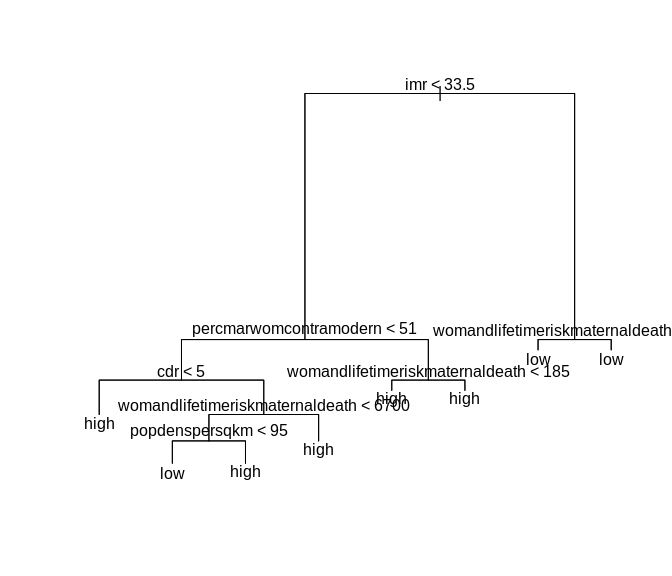 imr < 33.5
percmarwomcontramodern < 51
womandlifetimeriskmaternaldeath
low
low
cdr < 5
womandlifetimeriskmaternaldeath < 185
high
high
womandlifetimeriskmaternaldeath < 6700
high
popdenspersqkm < 95
high
low
high